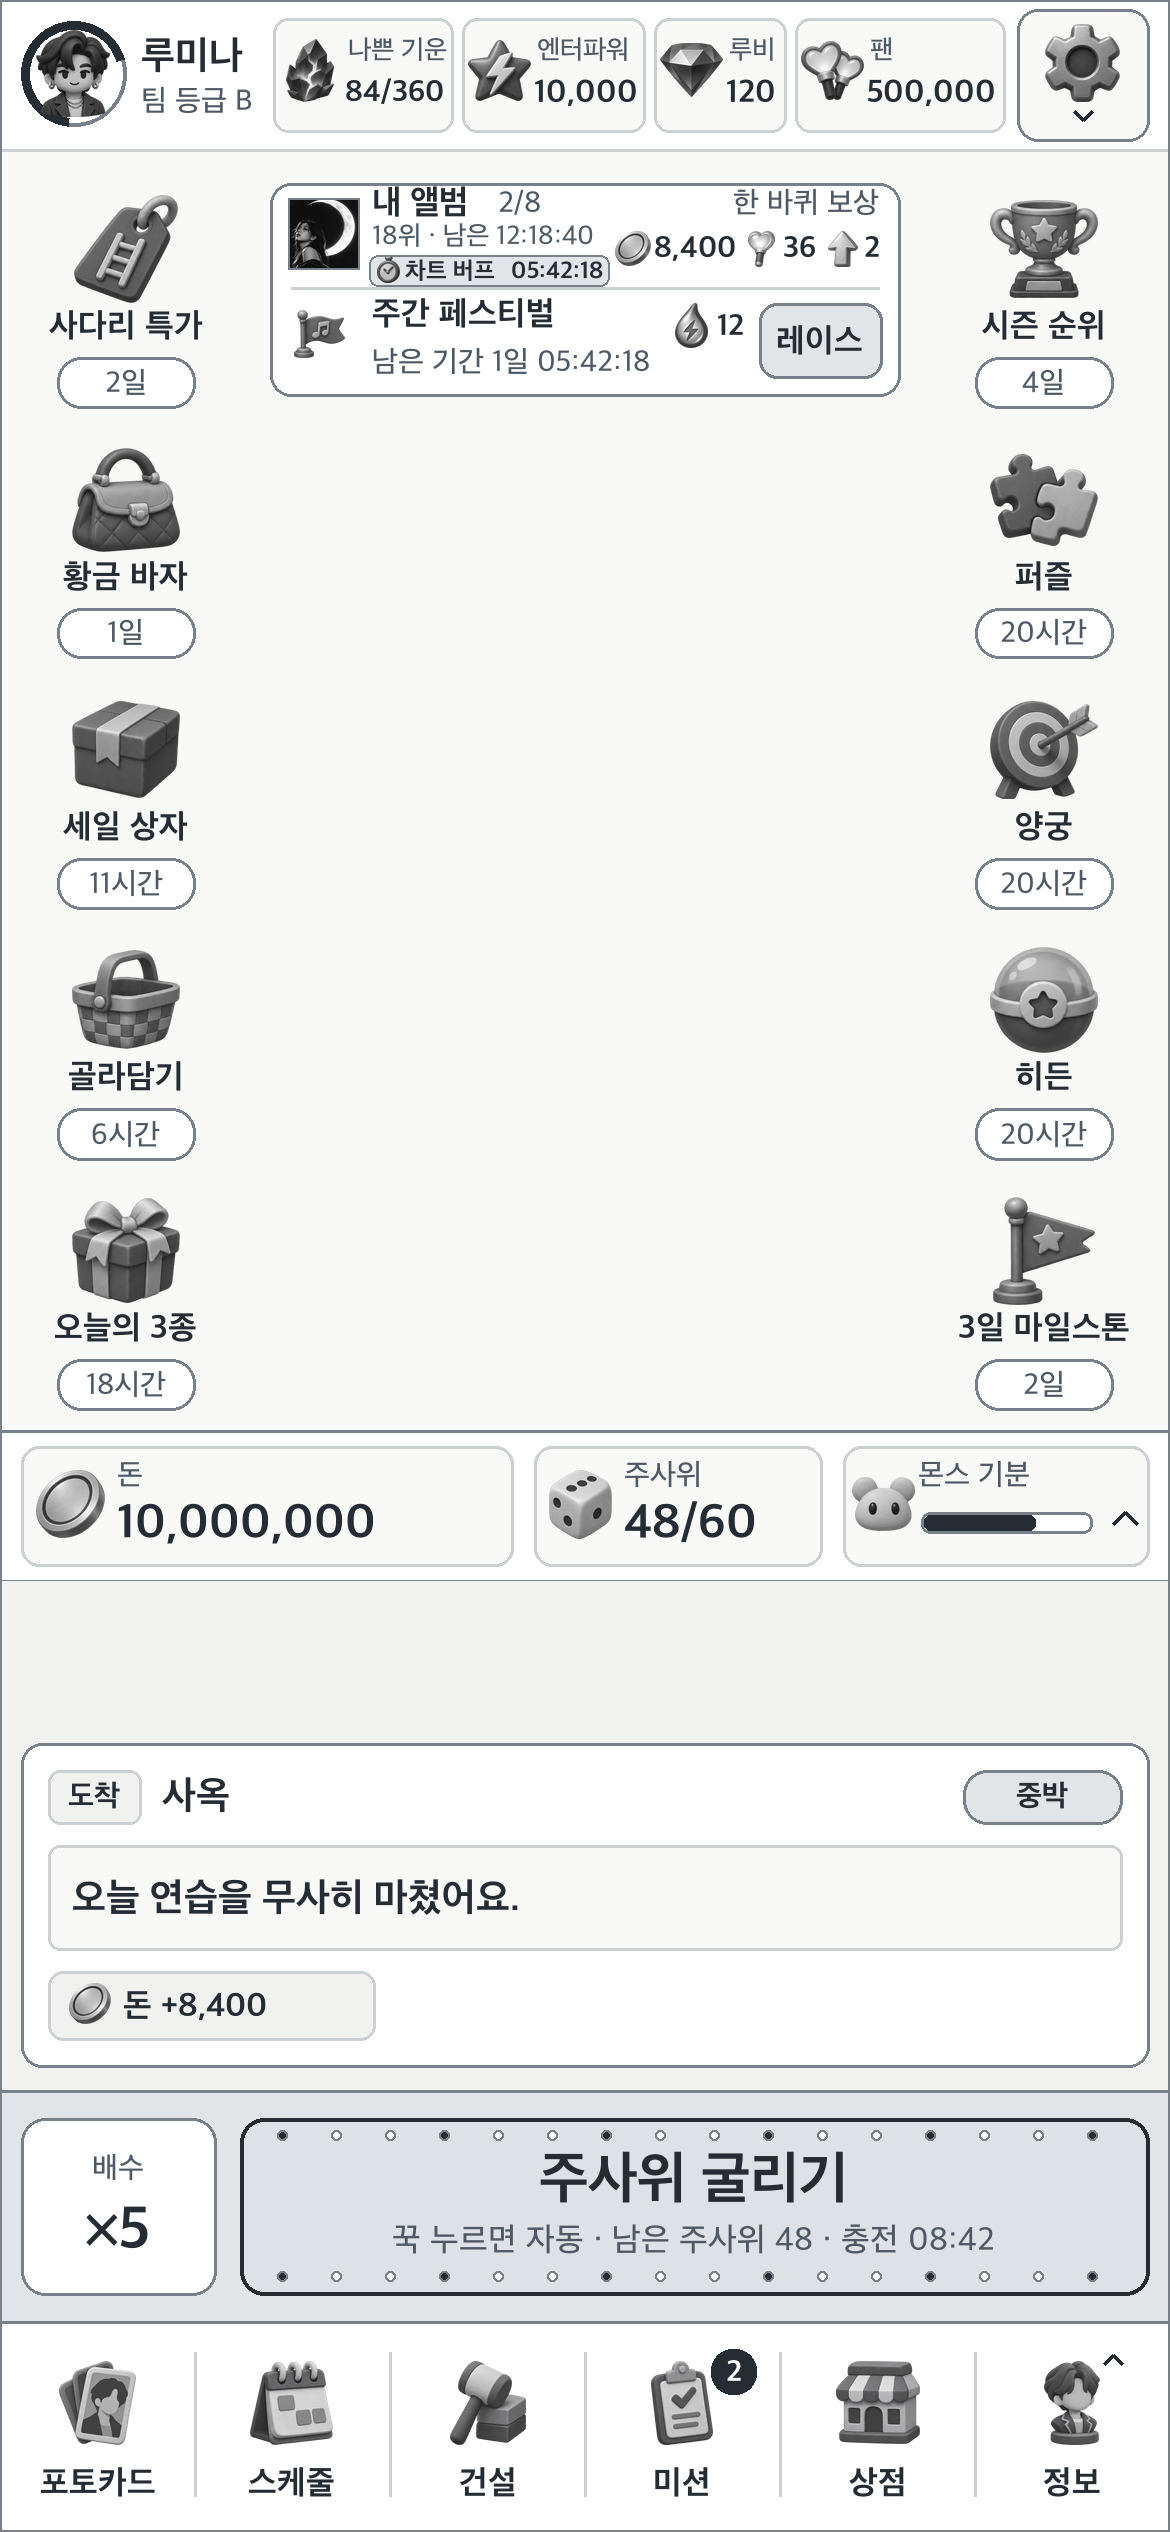 루미나
팀 등급 B
나쁜 기운
84/360
엔터파워
10,000
루비
120
팬
500,000
내 앨범 2/8
18위 · 남은 12:18:40
차트 버프 05:42:18
한 바퀴 보상
8,400 36 2
주간 페스티벌
남은 기간 1일 05:42:18
12
레이스
사다리 특가
2일
황금 바자
1일
세일 상자
11시간
골라담기
6시간
오늘의 3종
18시간
시즌 순위
4일
퍼즐
20시간
양궁
20시간
히든
20시간
3일 마일스톤
2일
돈
10,000,000
주사위
48/60
몬스 기분
도착 사옥
중박
오늘 연습을 무사히 마쳤어요.
돈 +8,400
배수
×5
주사위 굴리기
꾹 누르면 자동 · 남은 주사위 48 · 충전 08:42
포토카드
스케줄
건설
2
미션
상점
정보